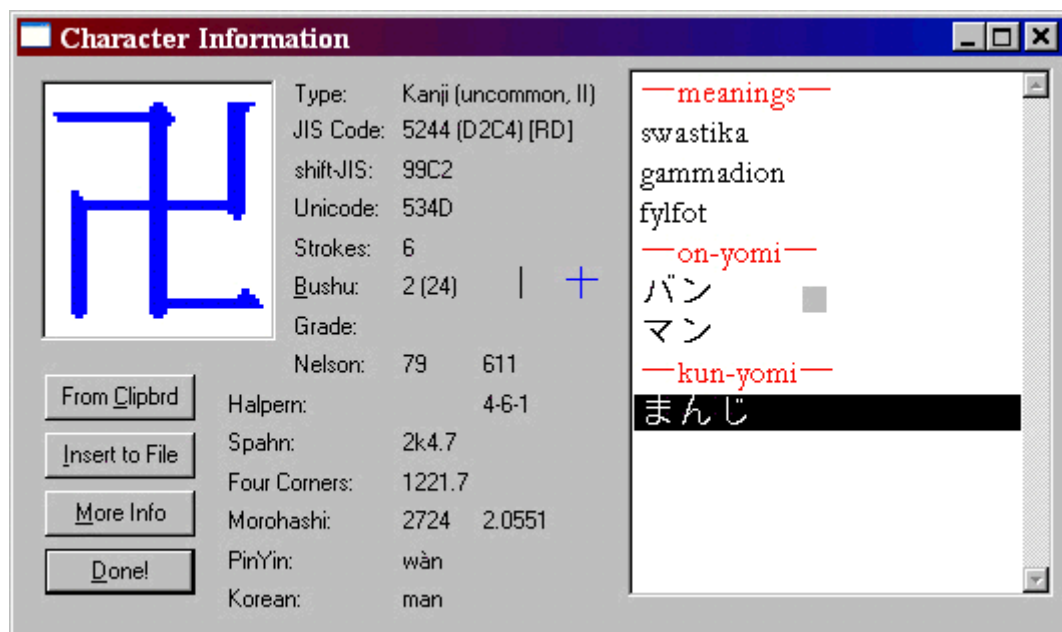 Character Information
卍
Type: Kanji (uncommon, II)
JIS Code: 5244 (D2C4) [RD]
shift-JIS: 99C2
Unicode: 534D
Strokes: 6
Bushu: 2 (24) | 十
Grade:
Nelson: 79 611
Halpern: 4-6-1
Spahn: 2k4.7
Four Corners: 1221.7
Morohashi: 2724 2.0551
PinYin: wàn
Korean: man
From Clipbrd
Insert to File
More Info
Done!
—meanings—
swastika
gammadion
fylfot
—on-yomi—
バン
マン
—kun-yomi—
まんじ